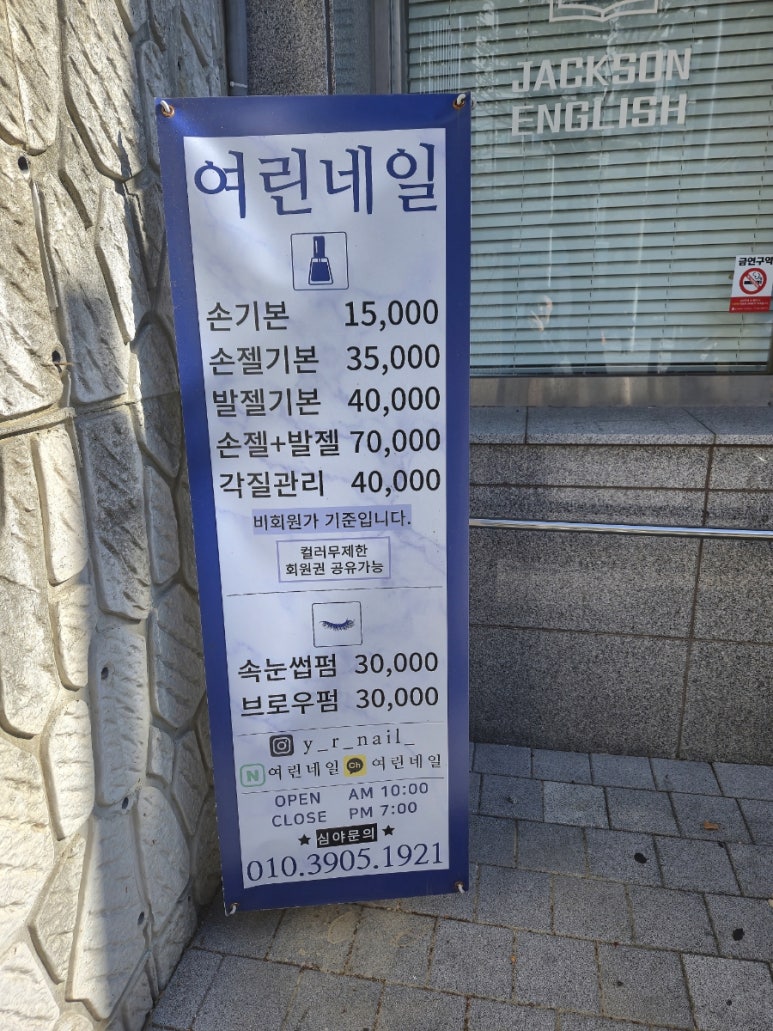 JACKSON
ENGLISH
금연구역
여린네일
손기본 15,000
손젤기본 35,000
발젤기본 40,000
손젤+발젤 70,000
각질관리 40,000
비회원가 기준입니다.
컬러무제한
회원권 공유가능
속눈썹펌 30,000
브로우펌 30,000
y_r_nail_
N 여린네일 Ch 여린네일
OPEN AM 10:00
CLOSE PM 7:00
★ 심야문의 ★
010.3905.1921